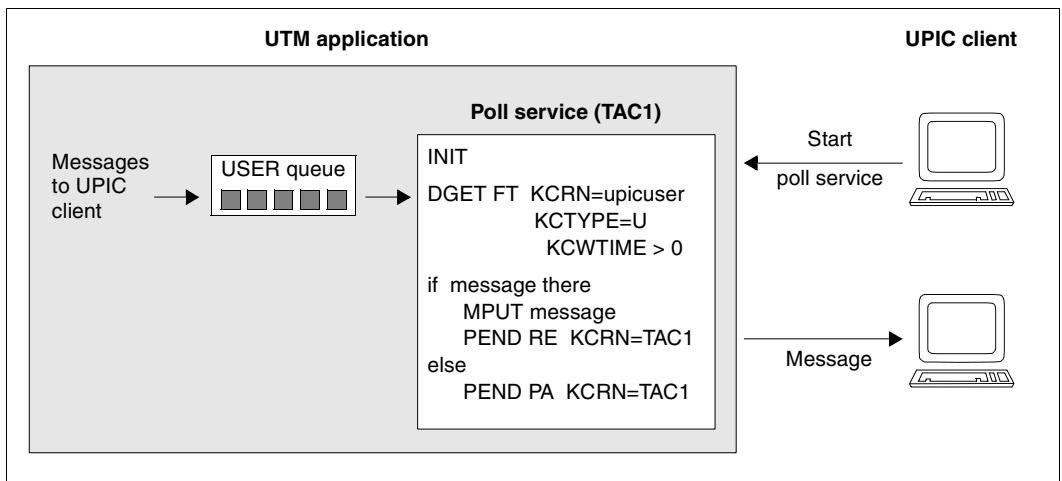 UTM application
UPIC client
Poll service (TAC1)
Messages
to UPIC
client
USER queue
INIT
DGET FT KCRN=upicuser
KCTYPE=U
KCWTIME > 0
if message there
MPUT message
PEND RE KCRN=TAC1
else
PEND PA KCRN=TAC1
Start
poll service
Message